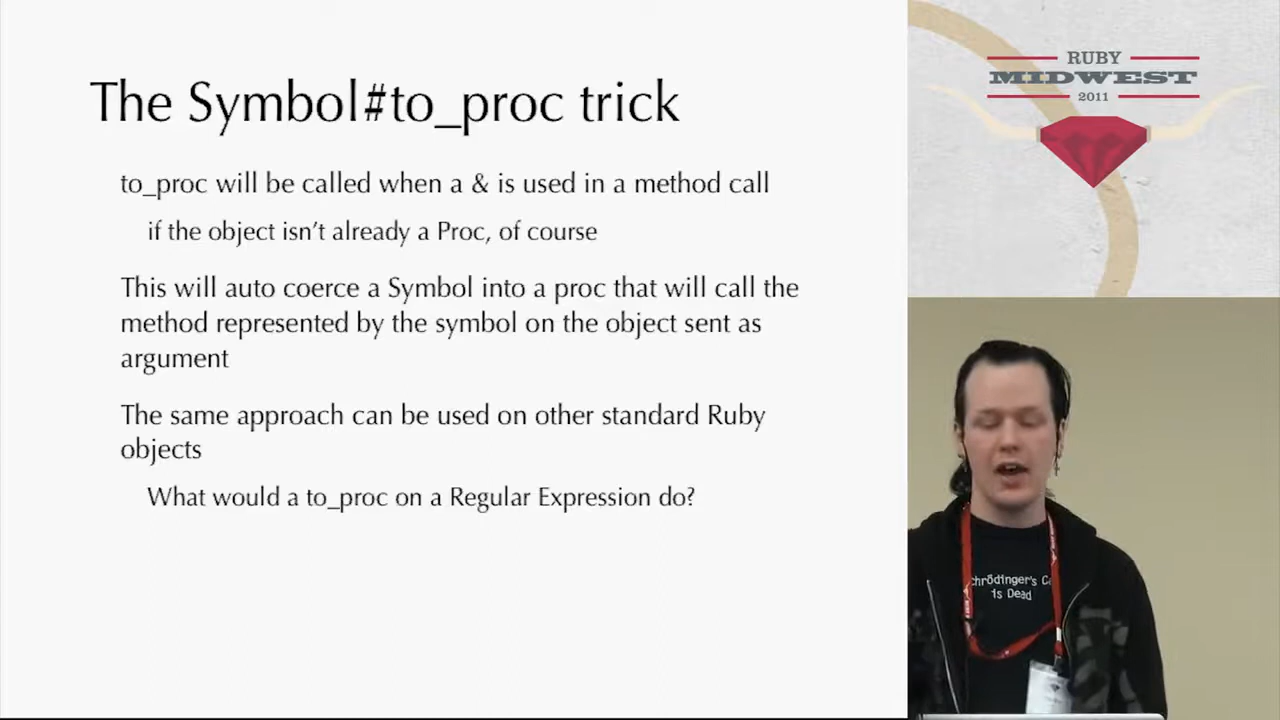 The Symbol#to_proc trick
to_proc will be called when a & is used in a method call
if the object isn't already a Proc, of course
This will auto coerce a Symbol into a proc that will call the
method represented by the symbol on the object sent as
argument
The same approach can be used on other standard Ruby
objects
What would a to_proc on a Regular Expression do?
RUBY
MIDWEST
2011
is Dead